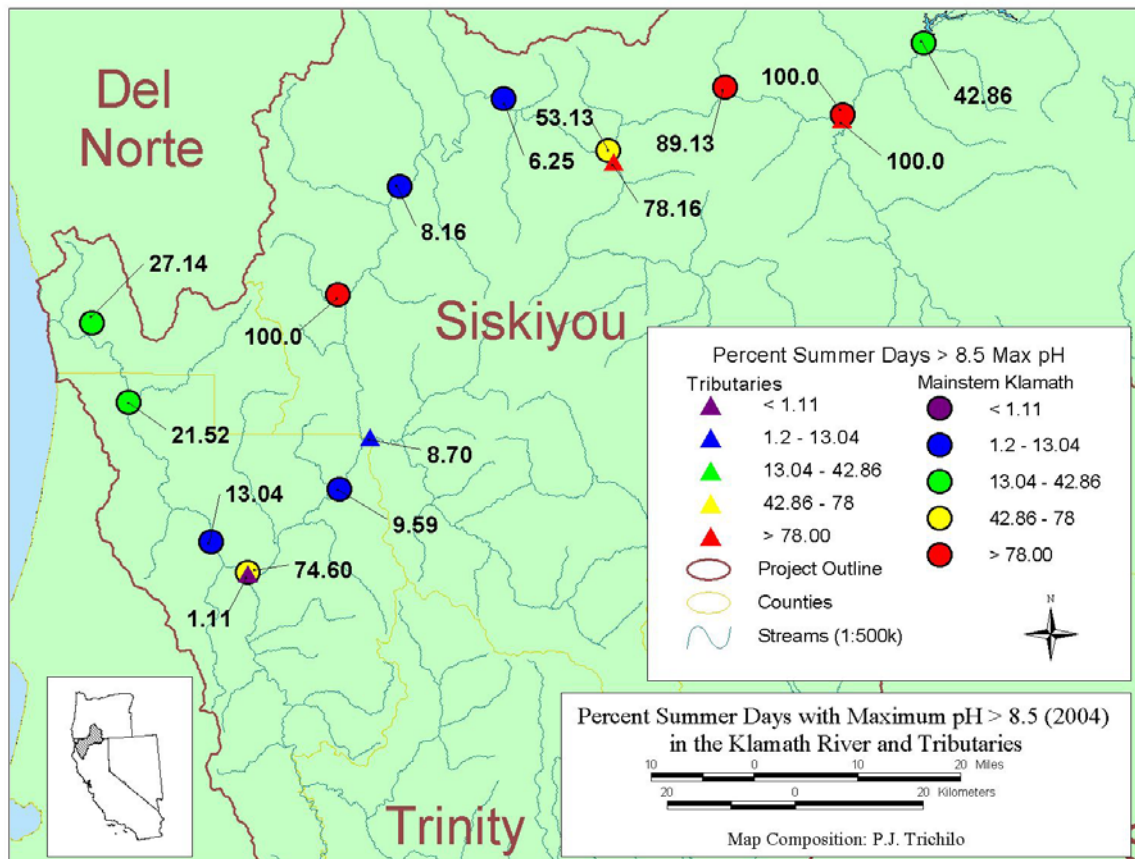 Del
Norte
100.0
42.86
53.13
89.13
6.25
100.0
78.16
8.16
27.14
Siskiyou
100.0
21.52
8.70
13.04
9.59
74.60
1.11
Percent Summer Days > 8.5 Max pH
Tributaries
< 1.11
1.2 - 13.04
13.04 - 42.86
42.86 - 78
> 78.00
Mainstem Klamath
< 1.11
1.2 - 13.04
13.04 - 42.86
42.86 - 78
> 78.00
Project Outline
Counties
Streams (1:500k)
N
Percent Summer Days with Maximum pH > 8.5 (2004)
in the Klamath River and Tributaries
10 0 10 20 Miles
20 0 20 Kilometers
Map Composition: P.J. Trichilo
Trinity